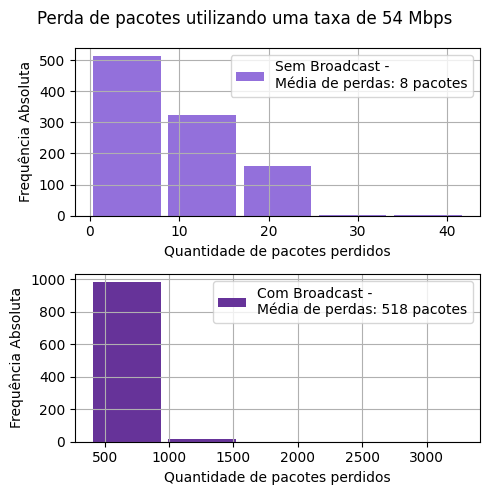 Perda de pacotes utilizando uma taxa de 54 Mbps
500
400
300
200
100
0
Frequência Absoluta
Sem Broadcast -
Média de perdas: 8 pacotes
0 10 20 30 40
Quantidade de pacotes perdidos
1000
800
600
400
200
0
Frequência Absoluta
Com Broadcast -
Média de perdas: 518 pacotes
500 1000 1500 2000 2500 3000
Quantidade de pacotes perdidos